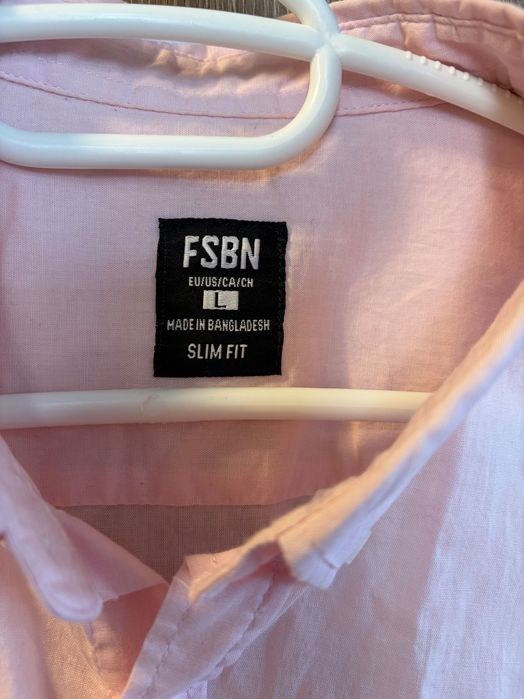 FSBN
EU/US/CA/CN
L
MADE IN BANGLADESH
SLIM FIT